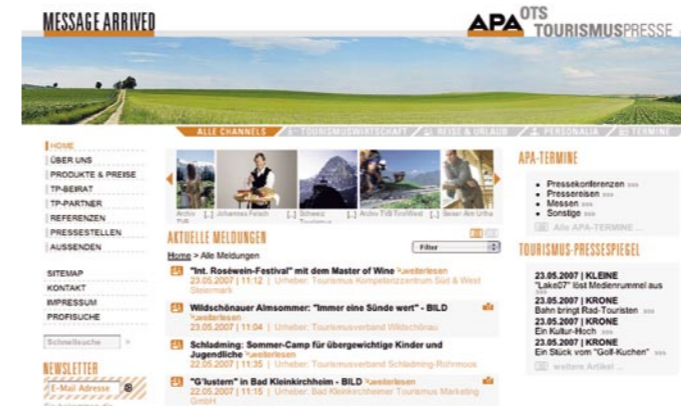 MESSAGE ARRIVED
APA OTS
TOURISMUSPRESSE
ALLE CHANNELS
TOURISMUSWIRTSCHAFT
REISE & URLAUB
PERSONALIA
TERMINE
HOME
ÜBER UNS
PRODUKTE & PREISE
TP-BEIRAT
TP-PARTNER
REFERENZEN
PRESSESTELLEN
AUSSENDEN
SITEMAP
KONTAKT
IMPRESSUM
PROFISUCHE
Schnellsuche
NEWSLETTER
E-Mail Adresse
Archiv TVB
[..] Johannes Felsch
[..] Schweiz
[..] Archiv TVB TirolWest
AKTUELLE MELDUNGEN
Filter
Home > Alle Meldungen
"Int. Roséwein-Festival" mit dem Master of Wine weiterlesen
23.05.2007 | 11:12 | Urheber: Tourismus Kompetenzzentrum Süd & West
Steiermark
Wildschönauer Almsommer: "Immer eine Sünde wert" - BILD
weiterlesen
23.05.2007 | 11:04 | Urheber: Tourismusverband Wildschönau
Schladming: Sommer-Camp für übergewichtige Kinder und
Jugendliche weiterlesen
22.05.2007 | 11:35 | Urheber: Tourismusverband Schladming-Rohrmoos
"G'lustern" in Bad Kleinkirchheim - BILD weiterlesen
22.05.2007 | 11:15 | Urheber: Bad Kleinkirchheimer Tourismus Marketing
GmbH
APA-TERMINE
Pressekonferenzen »»»
Pressereisen »»»
Messen »»»
Sonstige »»»
Alle APA-TERMINE ...
TOURISMUS-PRESSESPIEGEL
23.05.2007 | KLEINE
"Lake07" löst Medienrummel aus
»»»
23.05.2007 | KRONE
Bahn bringt Rad-Touristen »»»
23.05.2007 | KRONE
Ein Kultur-Hoch »»»
23.05.2007 | KRONE
Ein Stück vom "Golf-Kuchen" »»»
weitere Artikel ...